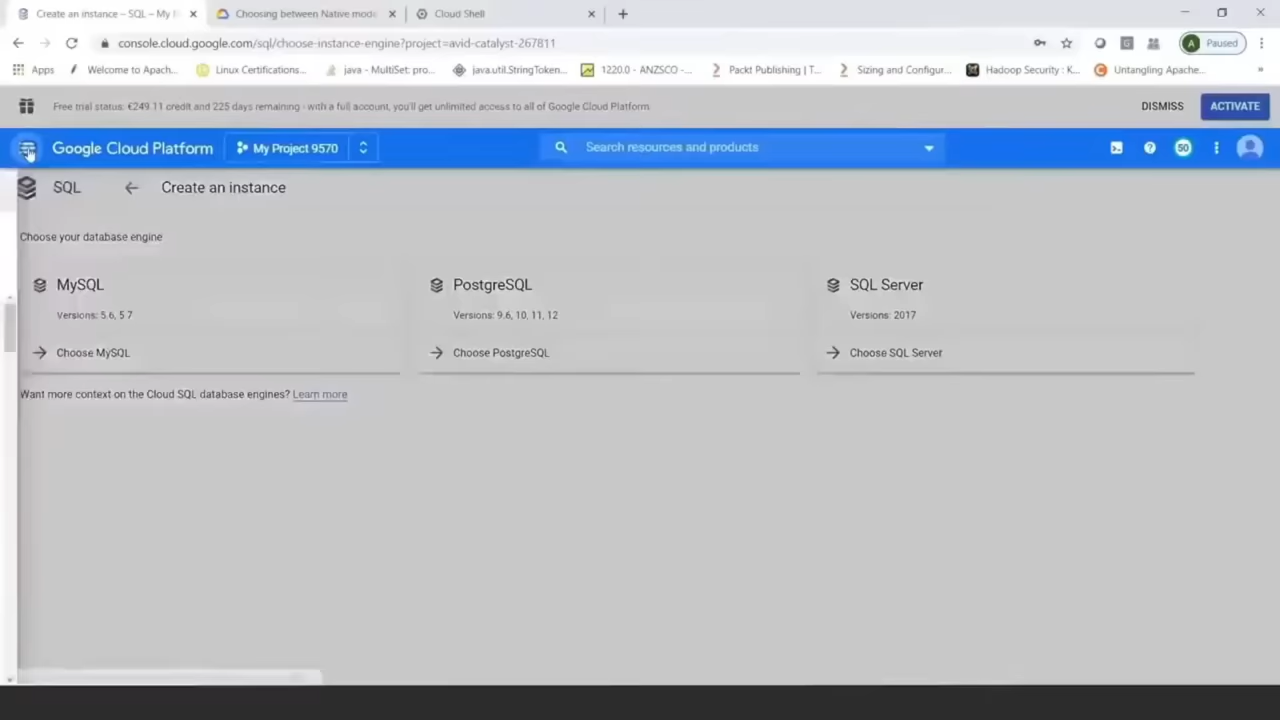 Create an instance – SQL – My P
Choosing between Native mode
Cloud Shell
console.cloud.google.com/sql/choose-instance-engine?project=avid-catalyst-267811
A Paused
Apps
Welcome to Apach...
Linux Certifications...
java - MultiSet: pro...
java.util.StringToken...
1220.0 - ANZSCO -...
Packt Publishing | T...
Sizing and Configur...
Hadoop Security : K...
Untangling Apache...
Free trial status: €249.11 credit and 225 days remaining - with a full account, you'll get unlimited access to all of Google Cloud Platform.
DISMISS
ACTIVATE
Google Cloud Platform
My Project 9570
Search resources and products
50
SQL
Create an instance
Choose your database engine
MySQL
Versions: 5.6, 5.7
Choose MySQL
PostgreSQL
Versions: 9.6, 10, 11, 12
Choose PostgreSQL
SQL Server
Versions: 2017
Choose SQL Server
Want more context on the Cloud SQL database engines? Learn more